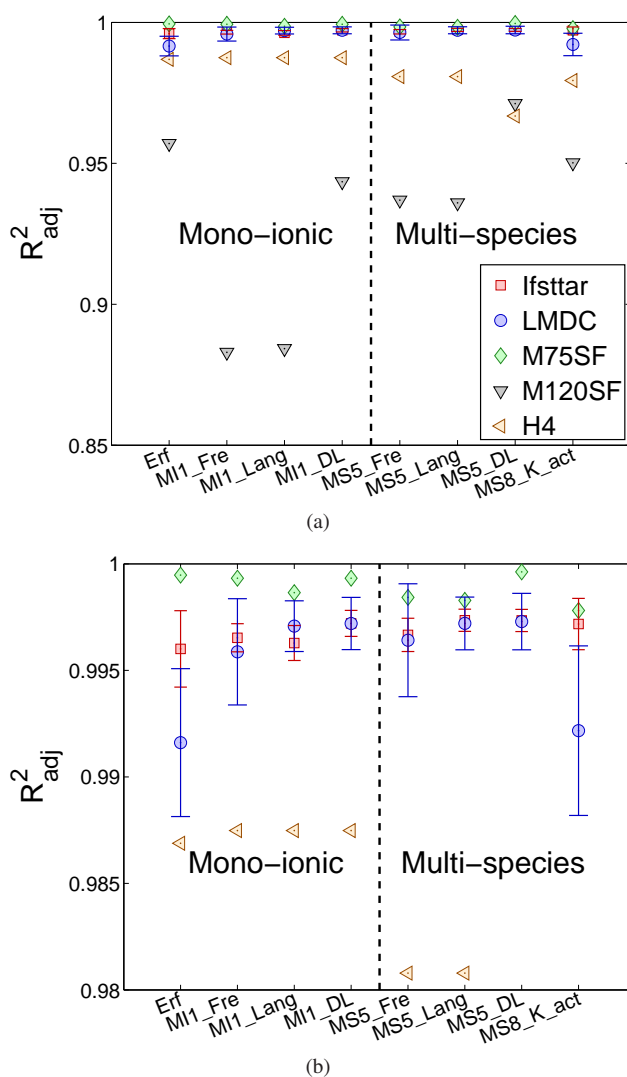 1
0.95
0.9
0.85
R²adj
Mono−ionic
Multi−species
Ifsttar
LMDC
M75SF
M120SF
H4
Erf
MI1_Fre
MI1_Lang
MI1_DL
MS5_Fre
MS5_Lang
MS5_DL
MS8_K_act
(a)
1
0.995
0.99
0.985
0.98
R²adj
Mono−ionic
Multi−species
Erf
MI1_Fre
MI1_Lang
MI1_DL
MS5_Fre
MS5_Lang
MS5_DL
MS8_K_act
(b)